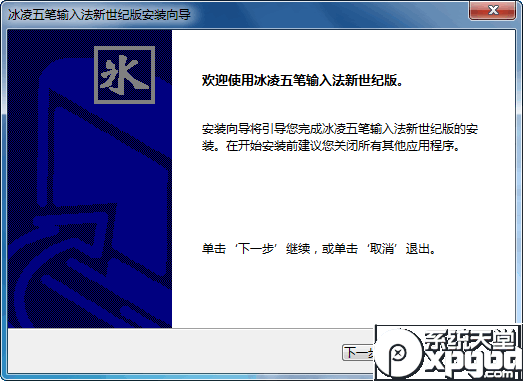 冰凌五笔输入法新世纪版安装向导
氷
欢迎使用冰凌五笔输入法新世纪版。
安装向导将引导您完成冰凌五笔输入法新世纪版的安
装。在开始安装前建议您关闭所有其他应用程序。
单击‘下一步’继续，或单击‘取消’退出。
下一步
系统天堂
xpgod
.com